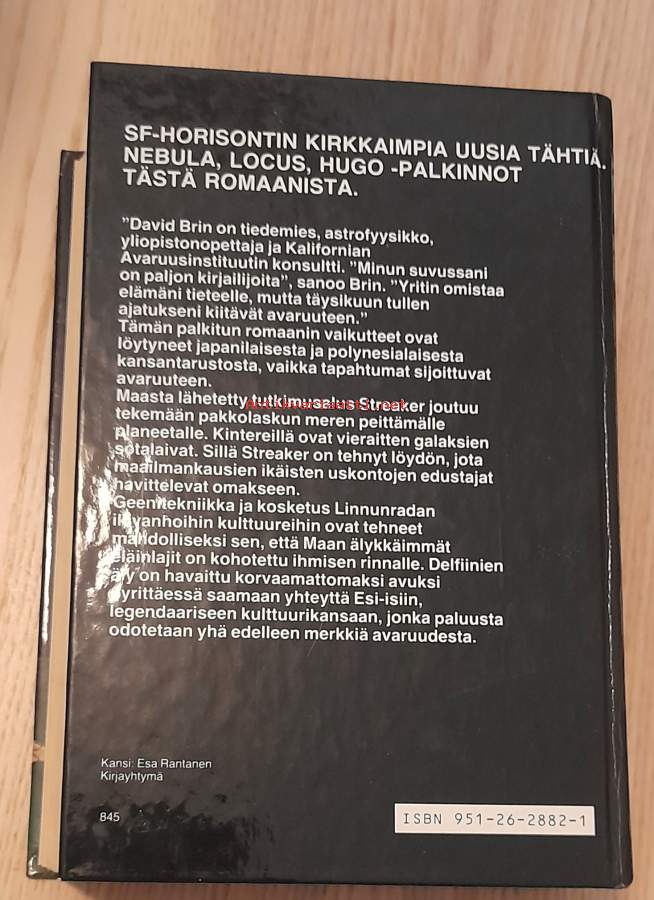 SF-HORISONTIN KIRKKAIMPIA UUSIA TÄHTIÄ.
NEBULA, LOCUS, HUGO -PALKINNOT
TÄSTÄ ROMAANISTA.
”David Brin on tiedemies, astrofyysikko,
yliopistonopettaja ja Kalifornian
Avaruusinstituutin konsultti. ”Minun suvussani
on paljon kirjailijoita”, sanoo Brin. ”Yritin omistaa
elämäni tieteelle, mutta täysikuun tullen
ajatukseni kiitävät avaruuteen.”
Tämän palkitun romaanin vaikutteet ovat
löytyneet japanilaisesta ja polynesialaisesta
kansantarustosta, vaikka tapahtumat sijoittuvat
avaruuteen.
Maasta lähetetty tutkimusalus Streaker joutuu
tekemään pakkolaskun meren peittämälle
planeetalle. Kintereillä ovat vieraitten galaksien
sotalaivat. Sillä Streaker on tehnyt löydön, jota
maailmankausien ikäisten uskontojen edustajat
havittelevat omakseen.
Geenitekniikka ja kosketus Linnunradan
ikivanhoihin kulttuureihin ovat tehneet
mahdolliseksi sen, että Maan älykkäimmät
eläinlajit on kohotettu ihmisen rinnalle. Delfiinien
äly on havaittu korvaamattomaksi avuksi
pyrittäessä saamaan yhteyttä Esi-isiin,
legendaariseen kulttuurikansaan, jonka paluusta
odotetaan yhä edelleen merkkiä avaruudesta.
Kansi: Esa Rantanen
Kirjayhtymä
845
ISBN 951-26-2882-1